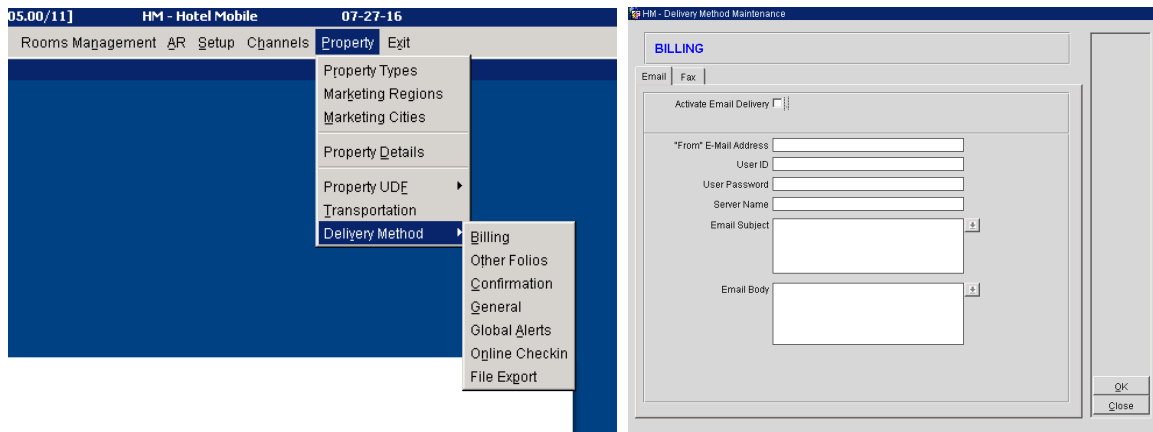 05.00/11] HM - Hotel Mobile 07-27-16
Rooms Management AR Setup Channels Property Exit
Property Types
Marketing Regions
Marketing Cities
Property Details
Property UDF
Transportation
Delivery Method
Billing
Other Folios
Confirmation
General
Global Alerts
Online Checkin
File Export
HM - Delivery Method Maintenance
BILLING
Email Fax
Activate Email Delivery
"From" E-Mail Address
User ID
User Password
Server Name
Email Subject
Email Body
OK
Close